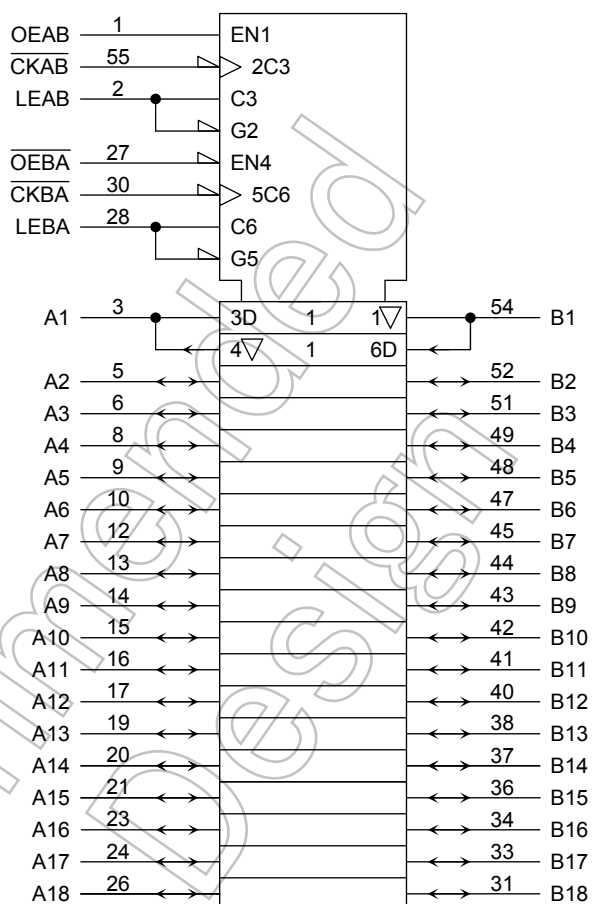 OEAB 1 EN1
CKAB 55 2C3
LEAB 2 C3
G2
OEBA 27 EN4
CKBA 30 5C6
LEBA 28 C6
G5
A1 3 3D 1 1 54 B1
4 1 6D
A2 5 52 B2
A3 6 51 B3
A4 8 49 B4
A5 9 48 B5
A6 10 47 B6
A7 12 45 B7
A8 13 44 B8
A9 14 43 B9
A10 15 42 B10
A11 16 41 B11
A12 17 40 B12
A13 19 38 B13
A14 20 37 B14
A15 21 36 B15
A16 23 34 B16
A17 24 33 B17
A18 26 31 B18
mmended
Design